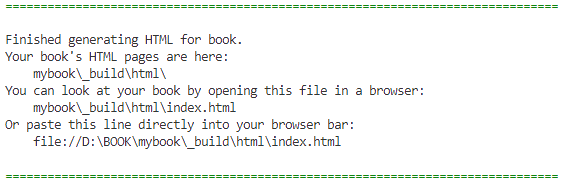 ===============================================================================
Finished generating HTML for book.
Your book's HTML pages are here:
    mybook\_build\html\
You can look at your book by opening this file in a browser:
    mybook\_build\html\index.html
Or paste this line directly into your browser bar:
    file://D:\BOOK\mybook\_build\html\index.html
===============================================================================